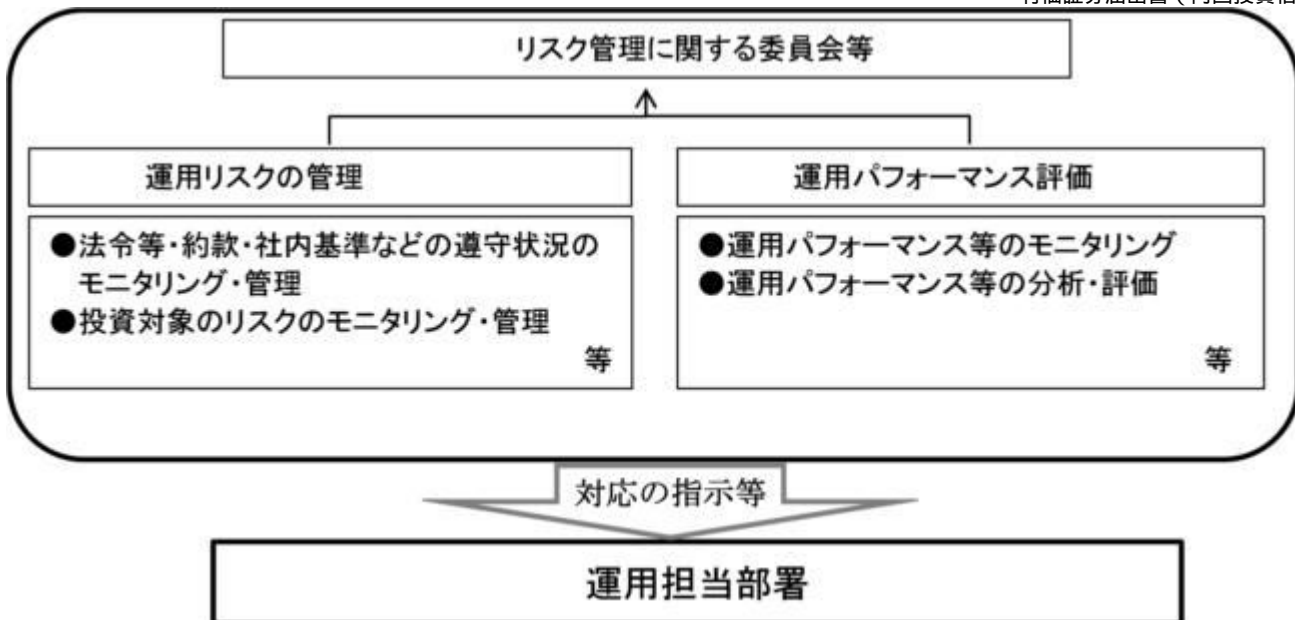 リスク管理に関する委員会等
運用リスクの管理
運用パフォーマンス評価
●法令等・約款・社内基準などの遵守状況の
モニタリング・管理
●投資対象のリスクのモニタリング・管理
等
●運用パフォーマンス等のモニタリング
●運用パフォーマンス等の分析・評価
等
対応の指示等
運用担当部署